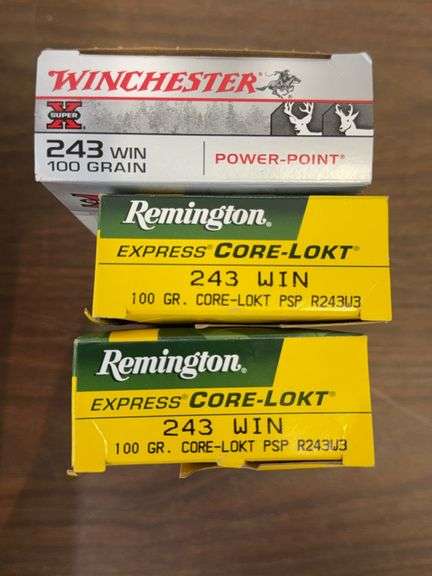 WINCHESTER®
SUPER X®
243 WIN
100 GRAIN
POWER-POINT®
Remington®
EXPRESS® CORE-LOKT®
243 WIN
100 GR. CORE-LOKT PSP R243W3
Remington®
EXPRESS® CORE-LOKT®
243 WIN
100 GR. CORE-LOKT PSP R243W3